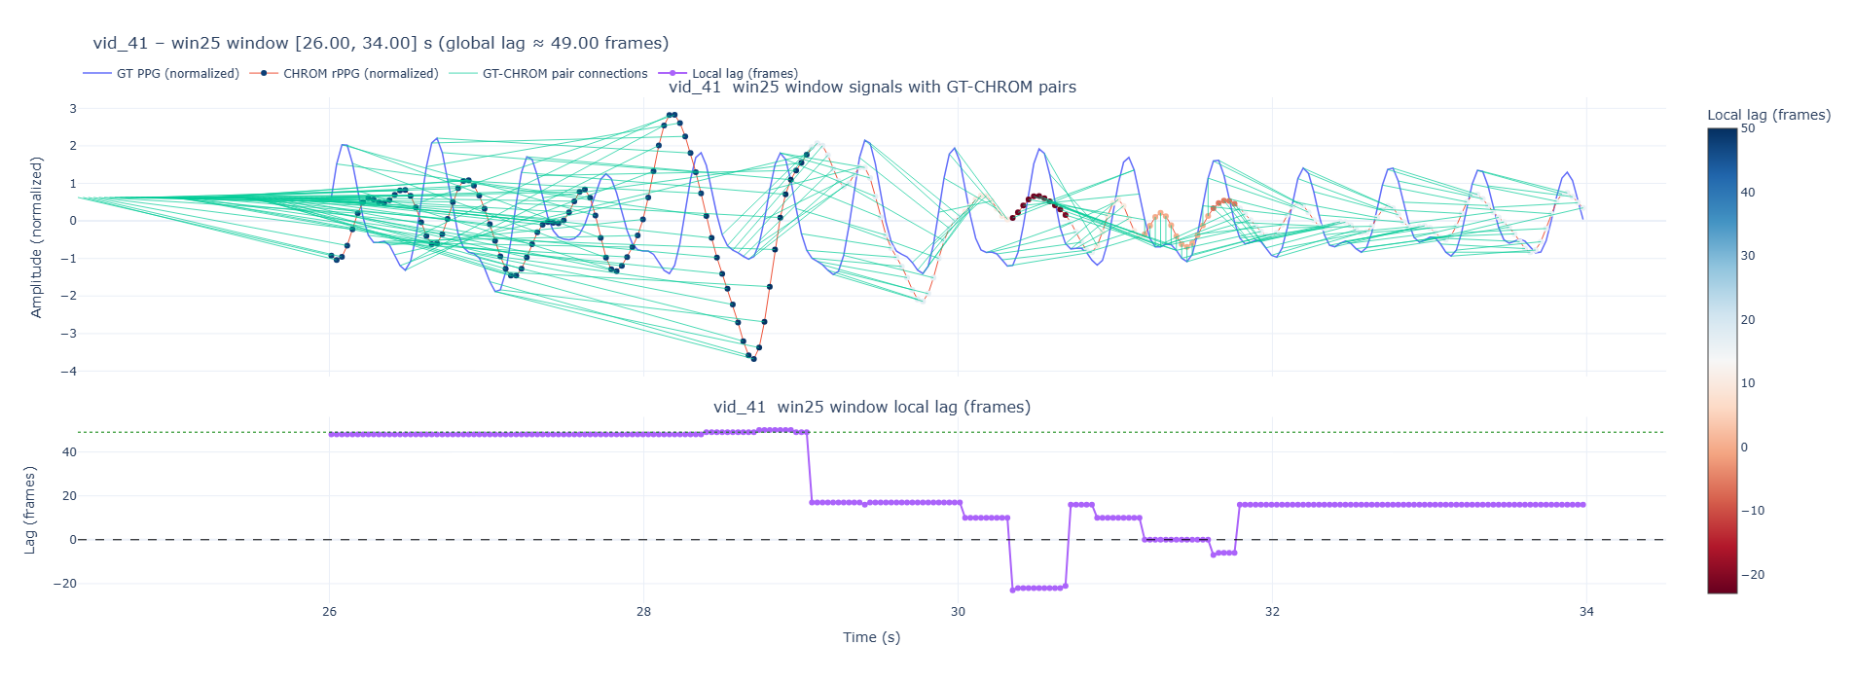 vid_41 – win25 window [26.00, 34.00] s (global lag ≈ 49.00 frames)
GT PPG (normalized) CHROM rPPG (normalized) GT-CHROM pair connections Local lag (frames)
vid_41 win25 window signals with GT-CHROM pairs
Local lag (frames)
Amplitude (normalized)
3
2
1
0
−1
−2
−3
−4
50
40
30
20
10
0
−10
−20
vid_41 win25 window local lag (frames)
Lag (frames)
40
20
0
−20
26 28 30 32 34
Time (s)